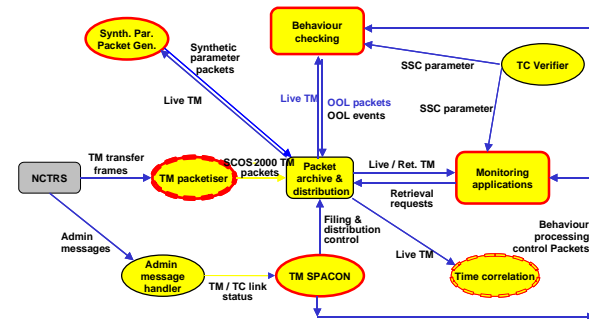 Synth. Par.
Packet Gen.
Synthetic
parameter
packets
Live TM
Behaviour
checking
Live TM
OOL packets
OOL events
SSC parameter
TC Verifier
SSC parameter
NCTRS
TM transfer
frames
TM packetiser
SCOS 2000 TM
packets
Packet
archive &
distribution
Live / Ret. TM
Retrieval
requests
Monitoring
applications
Admin
messages
Admin
message
handler
TM / TC link
status
Filing &
distribution
control
TM SPACON
Live TM
Time correlation
Behaviour
processing
control Packets